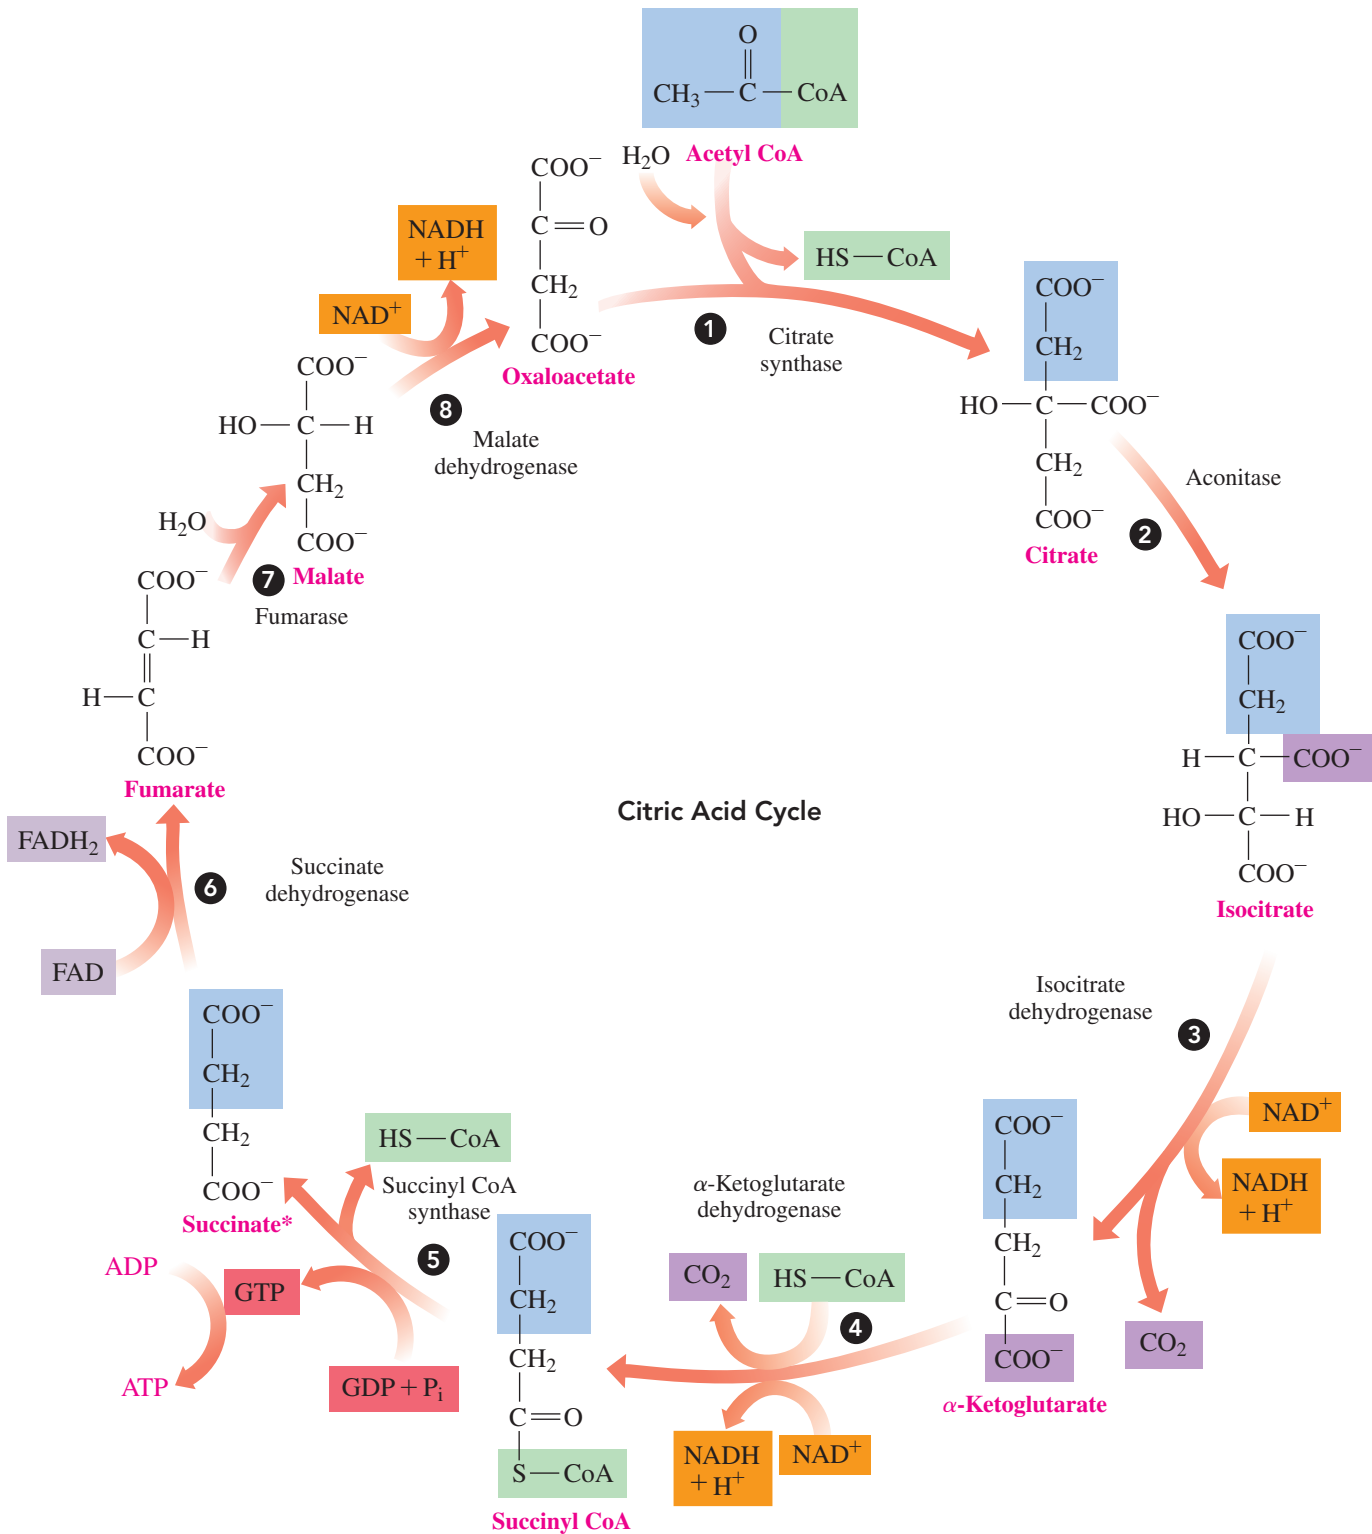 O
CH₃ — C — CoA
Acetyl CoA
H₂O
HS — CoA
COO⁻
C = O
CH₂
COO⁻
Oxaloacetate
1
Citrate
synthase
COO⁻
CH₂
HO — C — COO⁻
CH₂
COO⁻
Citrate
2
Aconitase
COO⁻
CH₂
H — C — COO⁻
HO — C — H
COO⁻
Isocitrate
Isocitrate
dehydrogenase
3
NAD⁺
NADH
+ H⁺
CO₂
COO⁻
CH₂
CH₂
C = O
COO⁻
α-Ketoglutarate
α-Ketoglutarate
dehydrogenase
4
CO₂
HS — CoA
NAD⁺
NADH
+ H⁺
COO⁻
CH₂
CH₂
C = O
S — CoA
Succinyl CoA
Succinyl CoA
synthase
5
HS — CoA
GDP + Pᵢ
GTP
ADP
ATP
COO⁻
CH₂
CH₂
COO⁻
Succinate*
Succinate
dehydrogenase
6
FAD
FADH₂
COO⁻
C — H
H — C
COO⁻
Fumarate
H₂O
7
Fumarase
COO⁻
HO — C — H
CH₂
COO⁻
Malate
8
Malate
dehydrogenase
NAD⁺
NADH
+ H⁺
Citric Acid Cycle